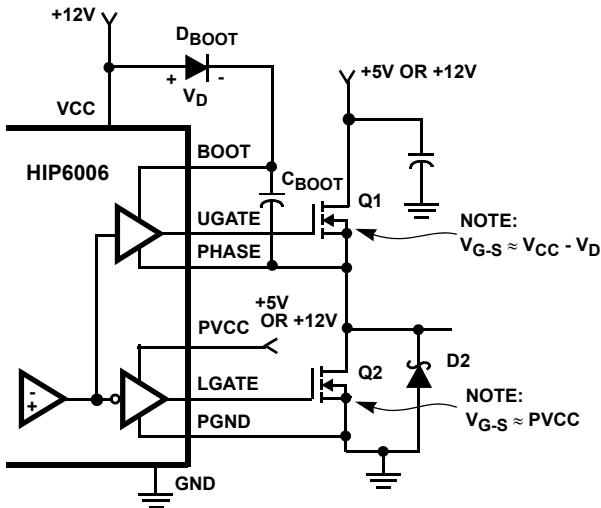 +12V
DBOOT
+ -
VD
+5V OR +12V
VCC
BOOT
HIP6006
CBOOT
Q1
UGATE
NOTE:
VG-S ≈ VCC - VD
PHASE
+5V
OR +12V
PVCC
D2
Q2
LGATE
NOTE:
VG-S ≈ PVCC
- +
PGND
GND